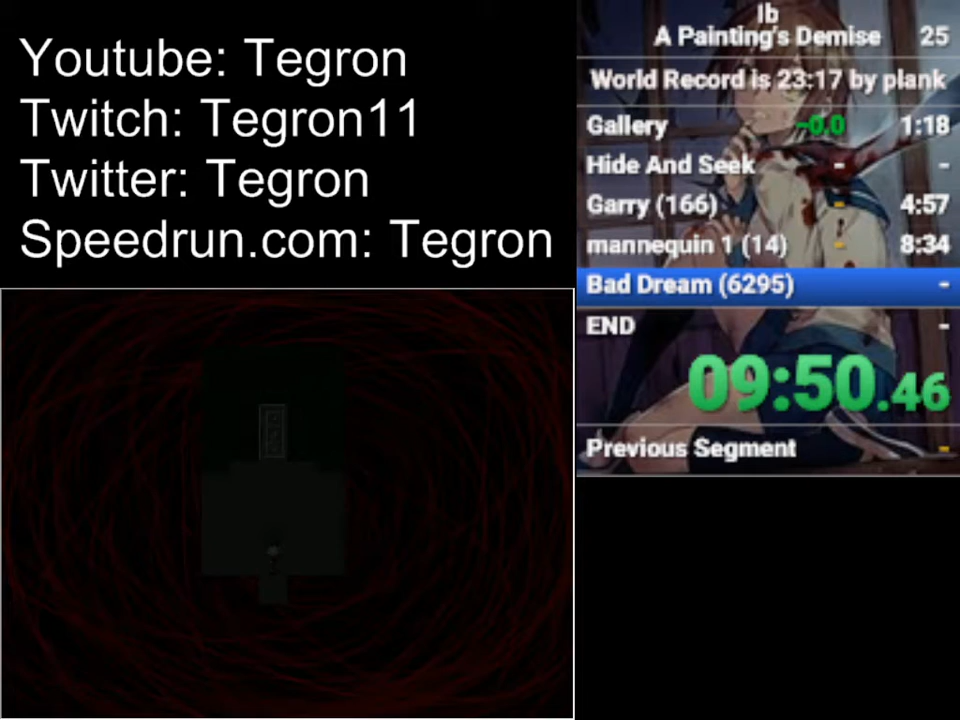 Youtube: Tegron
Twitch: Tegron11
Twitter: Tegron
Speedrun.com: Tegron
Ib
A Painting's Demise 25
World Record is 23:17 by plank
Gallery -0.0 1:18
Hide And Seek - -
Garry (166) - 4:57
mannequin 1 (14) - 8:34
Bad Dream (6295) -
END -
09:50.46
Previous Segment -